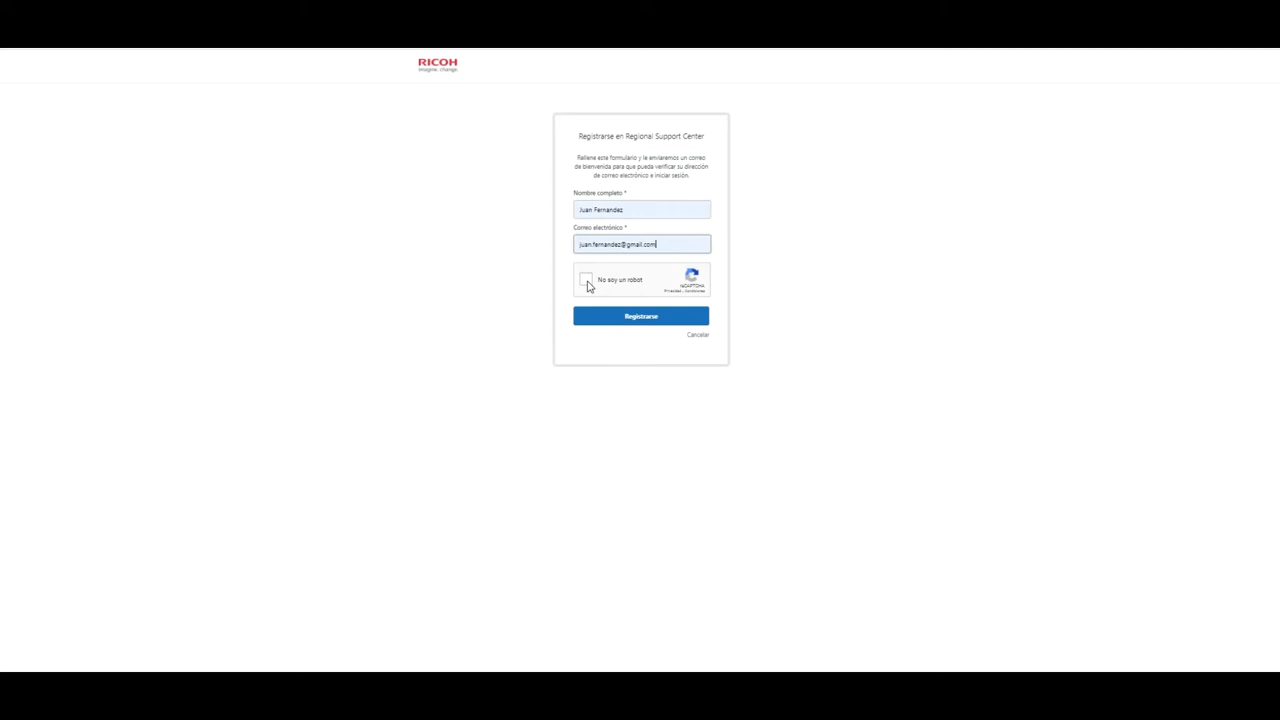 RICOH
imagine. change.
Registrarse en Regional Support Center
Rellene este formulario y le enviaremos un correo
de bienvenida para que pueda verificar su dirección
de correo electrónico e iniciar sesión.
Nombre completo *
Juan Fernandez
Correo electrónico *
juan.fernandez@gmail.com
No soy un robot
reCAPTCHA
Privacidad - Condiciones
Registrarse
Cancelar